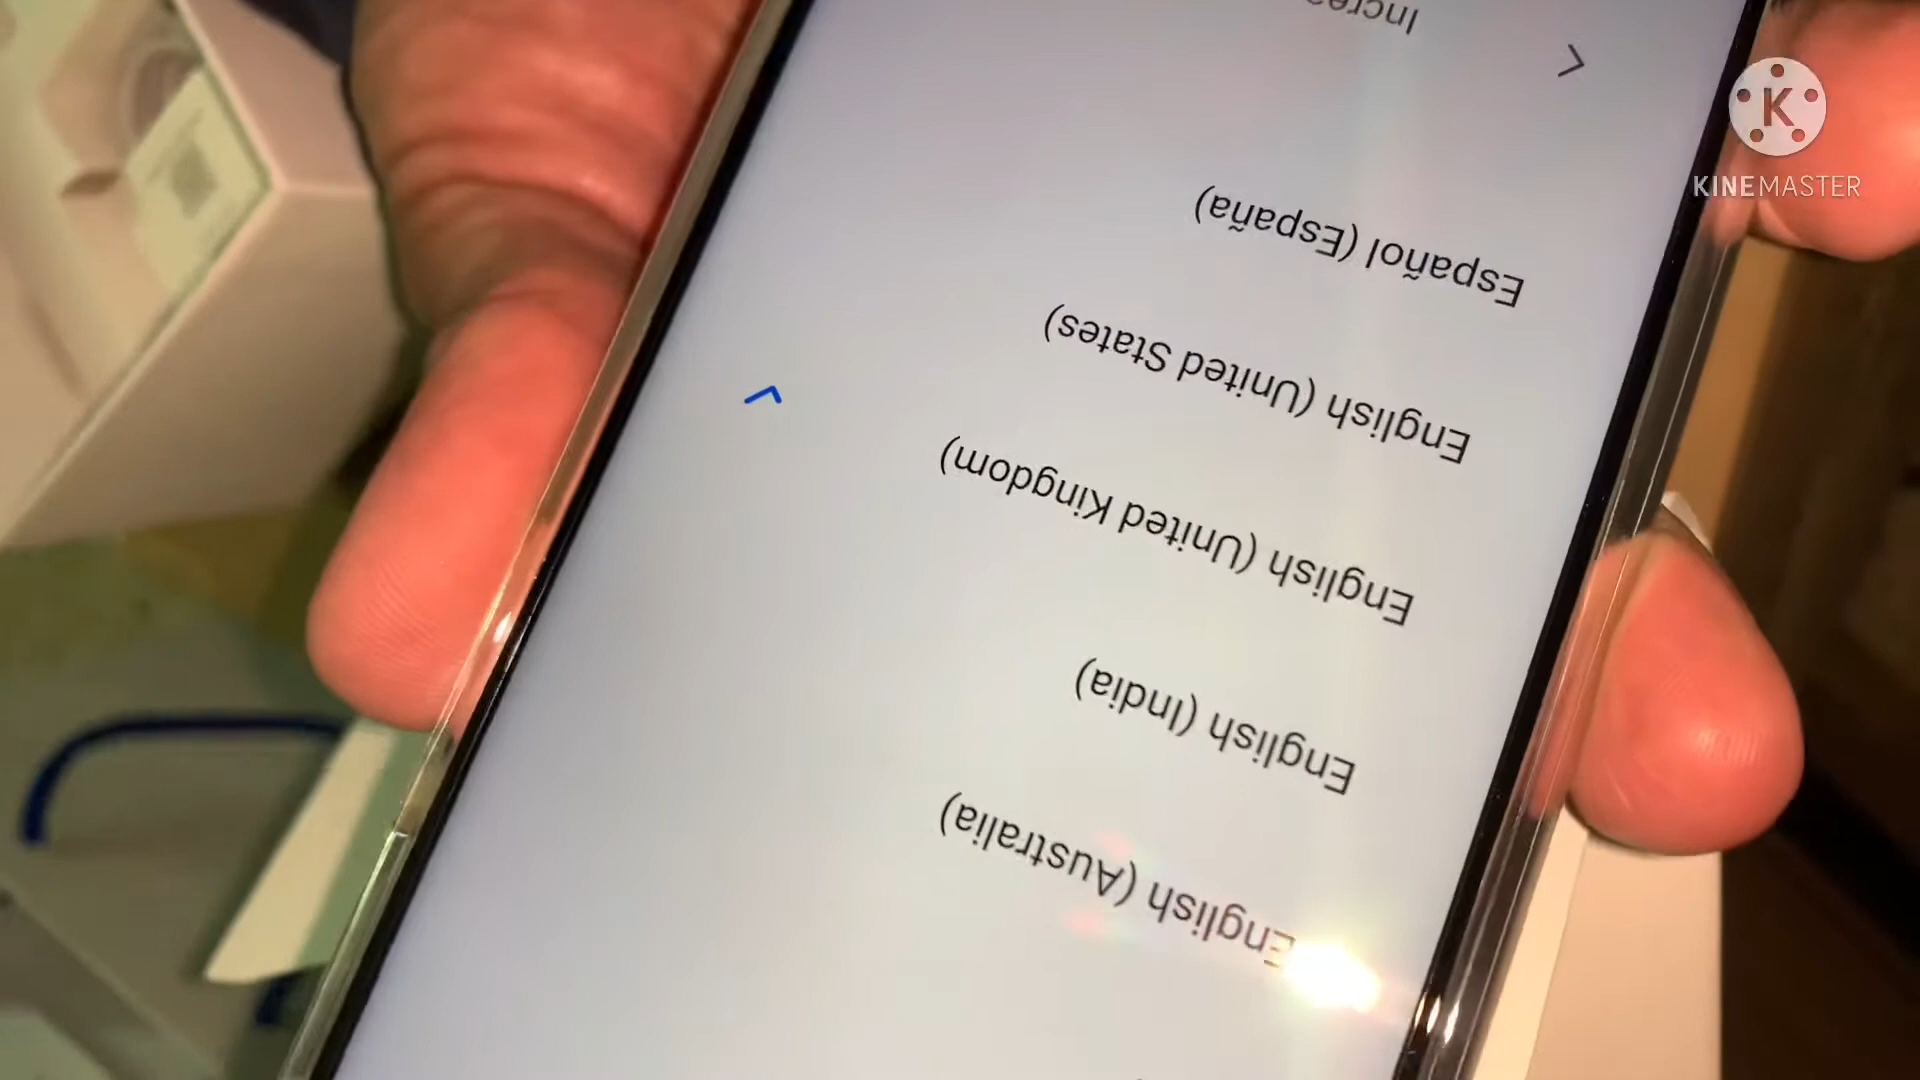 English (Australia)
English (India)
English (United Kingdom)
English (United States)
Español (España)
KINEMASTER